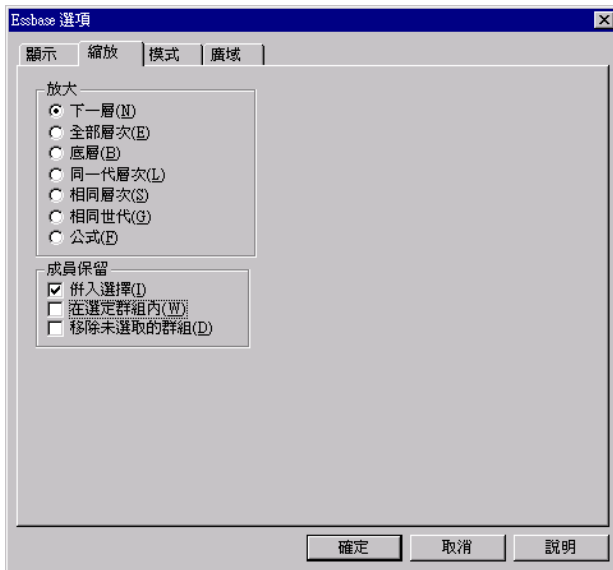 Essbase 選項
顯示 縮放 模式 廣域
放大
下一層(N)
全部層次(E)
底層(B)
同一代層次(L)
相同層次(S)
相同世代(G)
公式(F)
成員保留
併入選擇(I)
在選定群組內(W)
移除未選取的群組(D)
確定 取消 說明